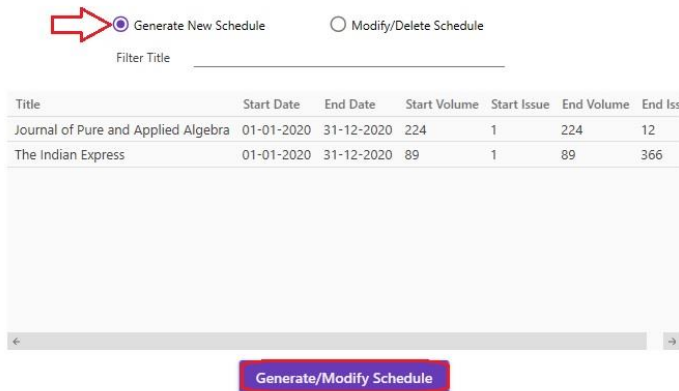 Generate New Schedule Modify/Delete Schedule
Filter Title
Title Start Date End Date Start Volume Start Issue End Volume End Iss
Journal of Pure and Applied Algebra 01-01-2020 31-12-2020 224 1 224 12
The Indian Express 01-01-2020 31-12-2020 89 1 89 366
Generate/Modify Schedule